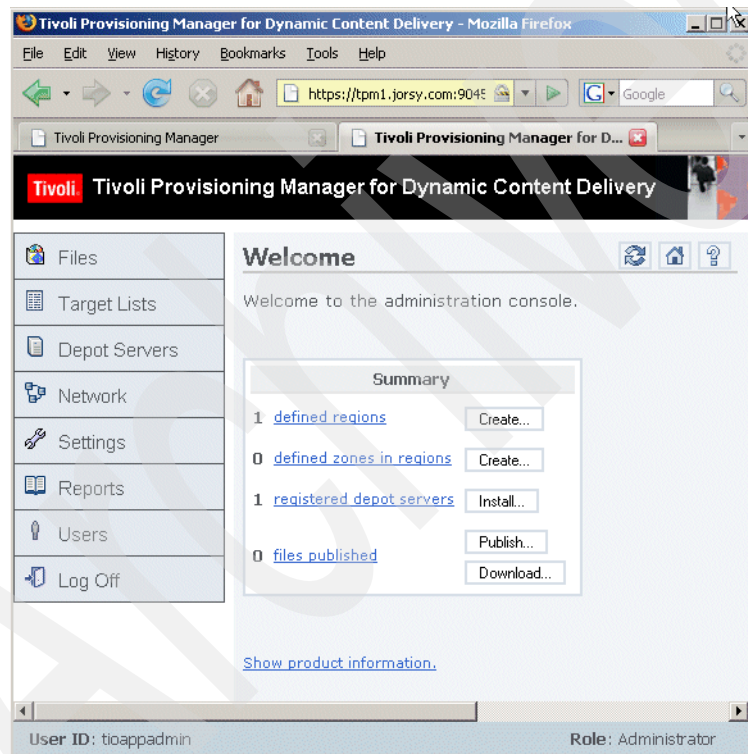 Tivoli Provisioning Manager for Dynamic Content Delivery - Mozilla Firefox
File Edit View History Bookmarks Tools Help
https://tpm1.jorsy.com:9045 Google
Tivoli Provisioning Manager Tivoli Provisioning Manager for D...
Tivoli. Tivoli Provisioning Manager for Dynamic Content Delivery
Files
Target Lists
Depot Servers
Network
Settings
Reports
Users
Log Off
Welcome
Welcome to the administration console.
Summary
1 defined regions Create...
0 defined zones in regions Create...
1 registered depot servers Install...
0 files published Publish...
Download...
Show product information.
User ID: tioappadmin Role: Administrator